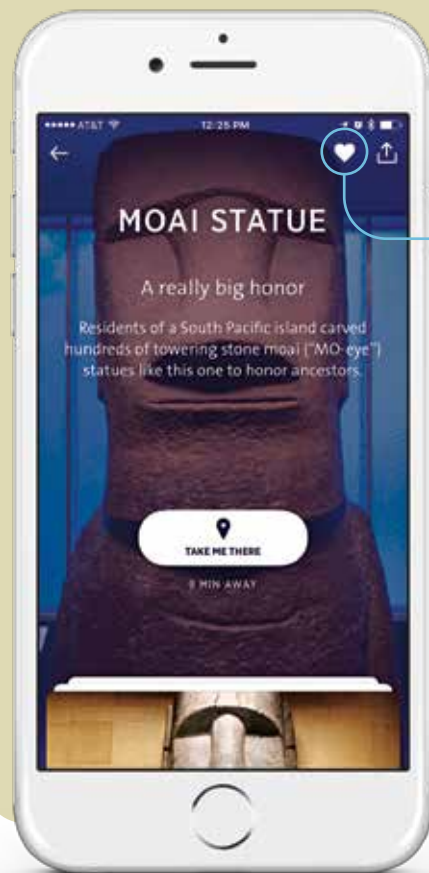 AT&T 12:25 PM
MOAI STATUE
A really big honor
Residents of a South Pacific island carved
hundreds of towering stone moai ("MO-eye")
statues like this one to honor ancestors.
TAKE ME THERE
MIN AWAY